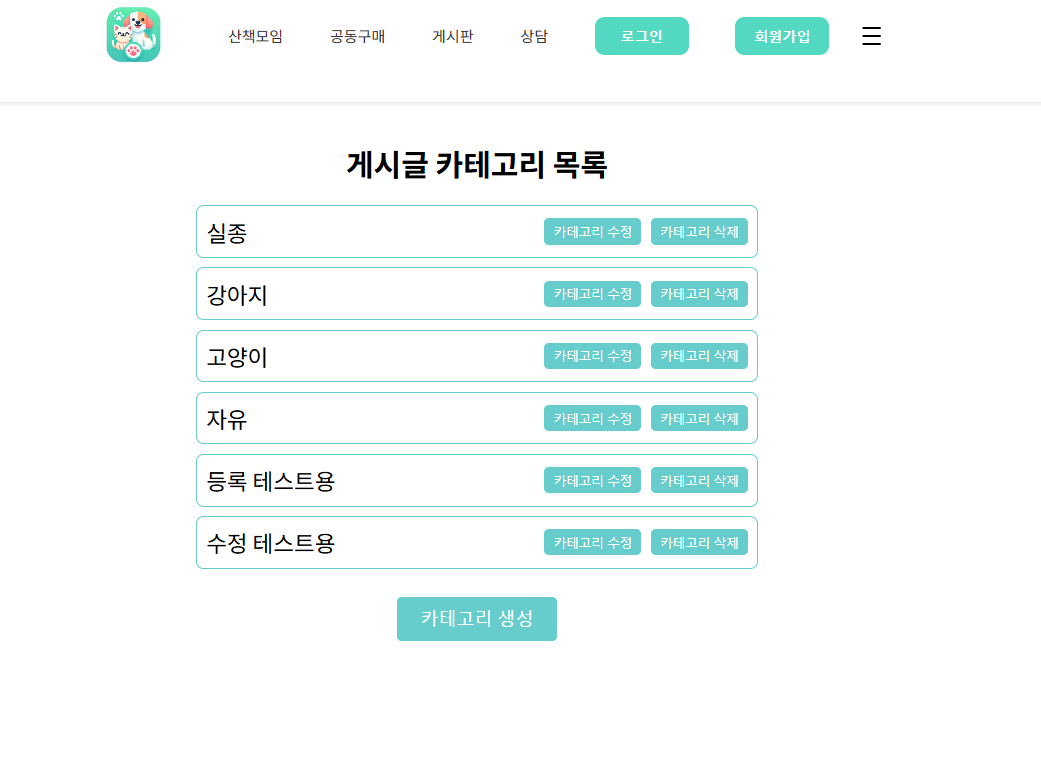 산책모임 공동구매 게시판 상담 로그인 회원가입
게시글 카테고리 목록
실종 카테고리 수정 카테고리 삭제
강아지 카테고리 수정 카테고리 삭제
고양이 카테고리 수정 카테고리 삭제
자유 카테고리 수정 카테고리 삭제
등록 테스트용 카테고리 수정 카테고리 삭제
수정 테스트용 카테고리 수정 카테고리 삭제
카테고리 생성